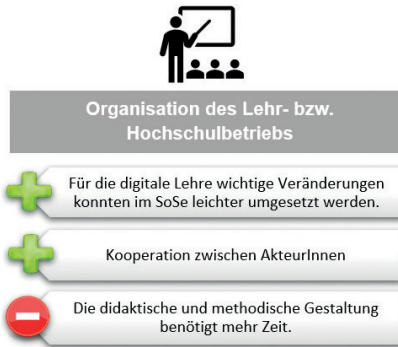 Organisation des Lehr- bzw.
Hochschulbetriebs
Für die digitale Lehre wichtige Veränderungen
konnten im SoSe leichter umgesetzt werden.
Kooperation zwischen AkteurInnen
Die didaktische und methodische Gestaltung
benötigt mehr Zeit.